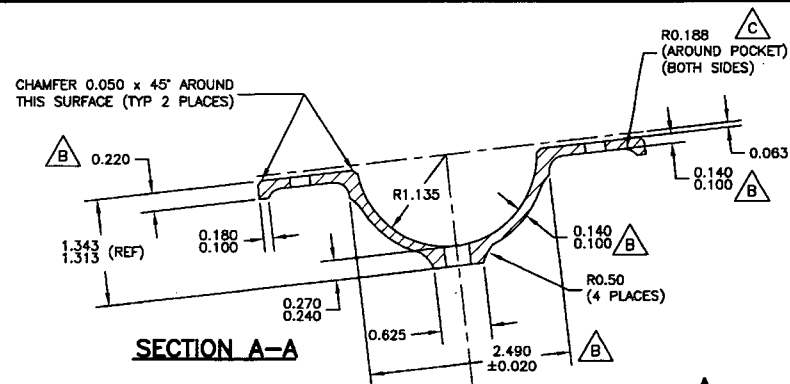 C
R0.188
(AROUND POCKET)
(BOTH SIDES)
CHAMFER 0.050 x 45° AROUND
THIS SURFACE (TYP 2 PLACES)
B 0.220
0.063
0.140
0.100 B
R1.135
1.343
1.313 (REF)
0.180
0.100
0.140
0.100 B
0.270
0.240
R0.50
(4 PLACES)
0.625
2.490
±0.020
B
SECTION A-A
A